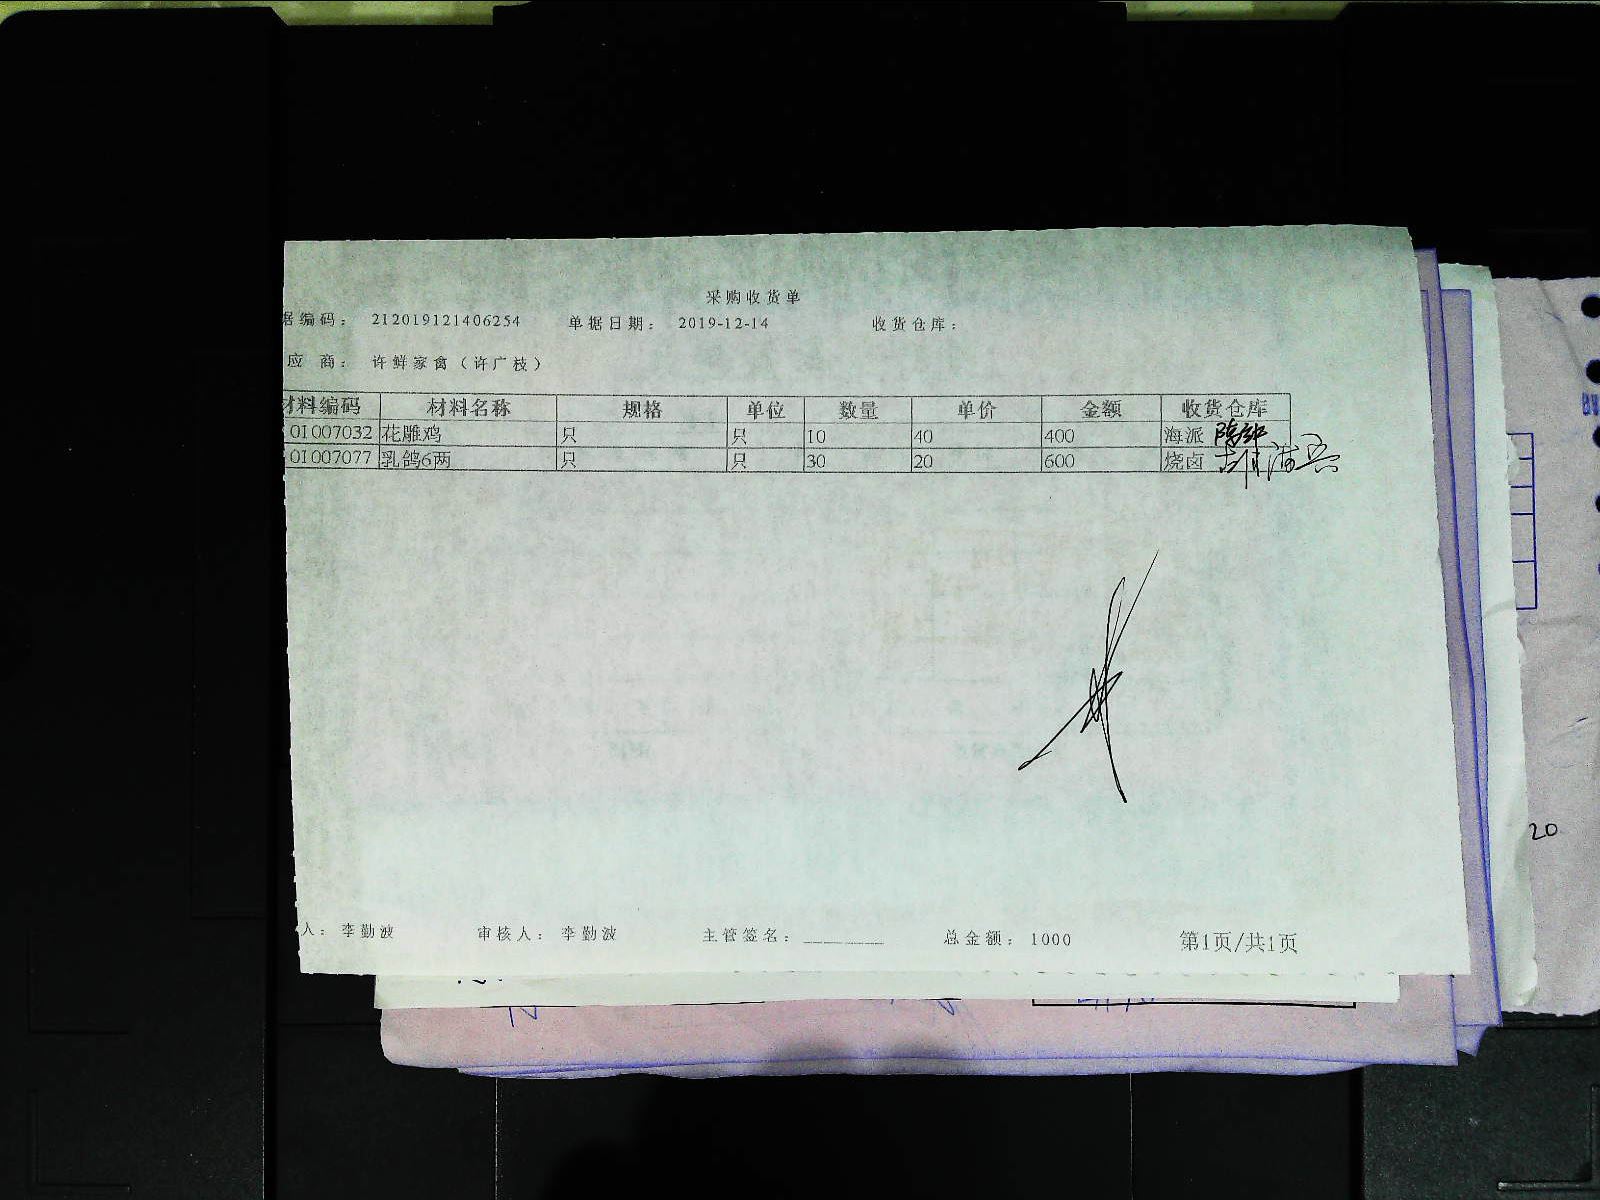 采购收货单
据编码： 212019121406254 单据日期： 2019-12-14 收货仓库：
应 商： 许鲜家禽（许广枝）
材料编码 材料名称 规格 单位 数量 单价 金额 收货仓库
01007032 花雕鸡 只 只 10 40 400 海派
01007077 乳鸽6两 只 只 30 20 600 烧卤
人： 李勤波 审核人： 李勤波 主管签名：________ 总金额： 1000 第1页/共1页
20